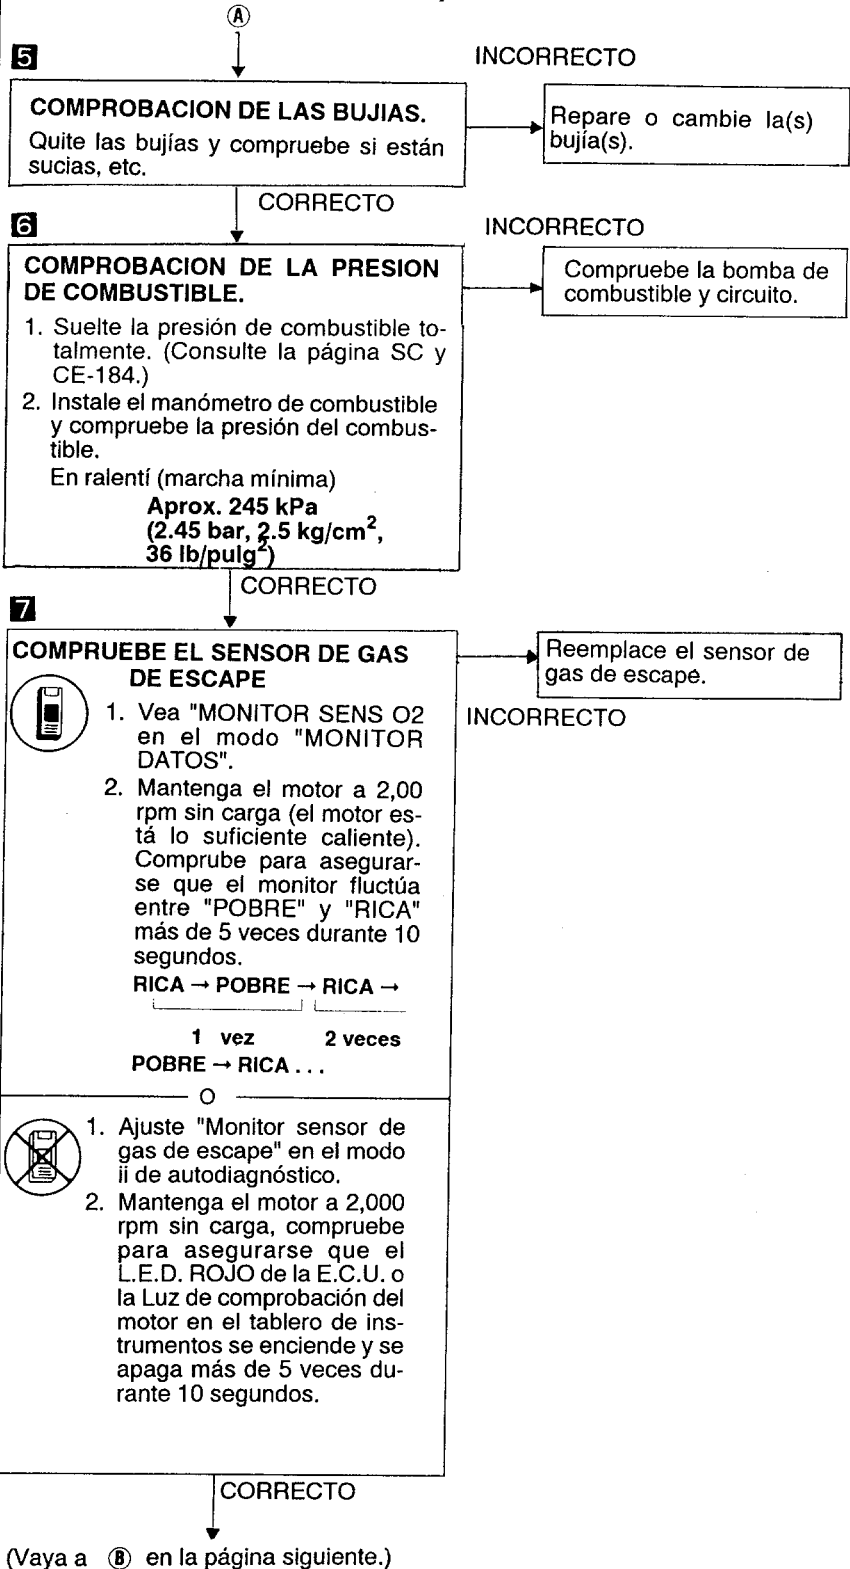 Ⓐ
5
INCORRECTO
COMPROBACION DE LAS BUJIAS.
Quite las bujías y compruebe si están
sucias, etc.
Repare o cambie la(s)
bujía(s).
CORRECTO
6
INCORRECTO
COMPROBACION DE LA PRESION
DE COMBUSTIBLE.
1. Suelte la presión de combustible to-
talmente. (Consulte la página SC y
CE-184.)
2. Instale el manómetro de combustible
y compruebe la presión del combus-
tible.
En ralentí (marcha mínima)
Aprox. 245 kPa
(2.45 bar, 2.5 kg/cm²,
36 lb/pulg²)
Compruebe la bomba de
combustible y circuito.
CORRECTO
7
COMPRUEBE EL SENSOR DE GAS
DE ESCAPE
1. Vea "MONITOR SENS O2
en el modo "MONITOR
DATOS".
2. Mantenga el motor a 2,00
rpm sin carga (el motor es-
tá lo suficiente caliente).
Comprube para asegurar-
se que el monitor fluctúa
entre "POBRE" y "RICA"
más de 5 veces durante 10
segundos.
RICA → POBRE → RICA →
1 vez 2 veces
POBRE → RICA . . .
Reemplace el sensor de
gas de escape.
INCORRECTO
O
1. Ajuste "Monitor sensor de
gas de escape" en el modo
ii de autodiagnóstico.
2. Mantenga el motor a 2,000
rpm sin carga, compruebe
para asegurarse que el
L.E.D. ROJO de la E.C.U. o
la Luz de comprobación del
motor en el tablero de ins-
trumentos se enciende y se
apaga más de 5 veces du-
rante 10 segundos.
CORRECTO
(Vaya a Ⓑ en la página siguiente.)